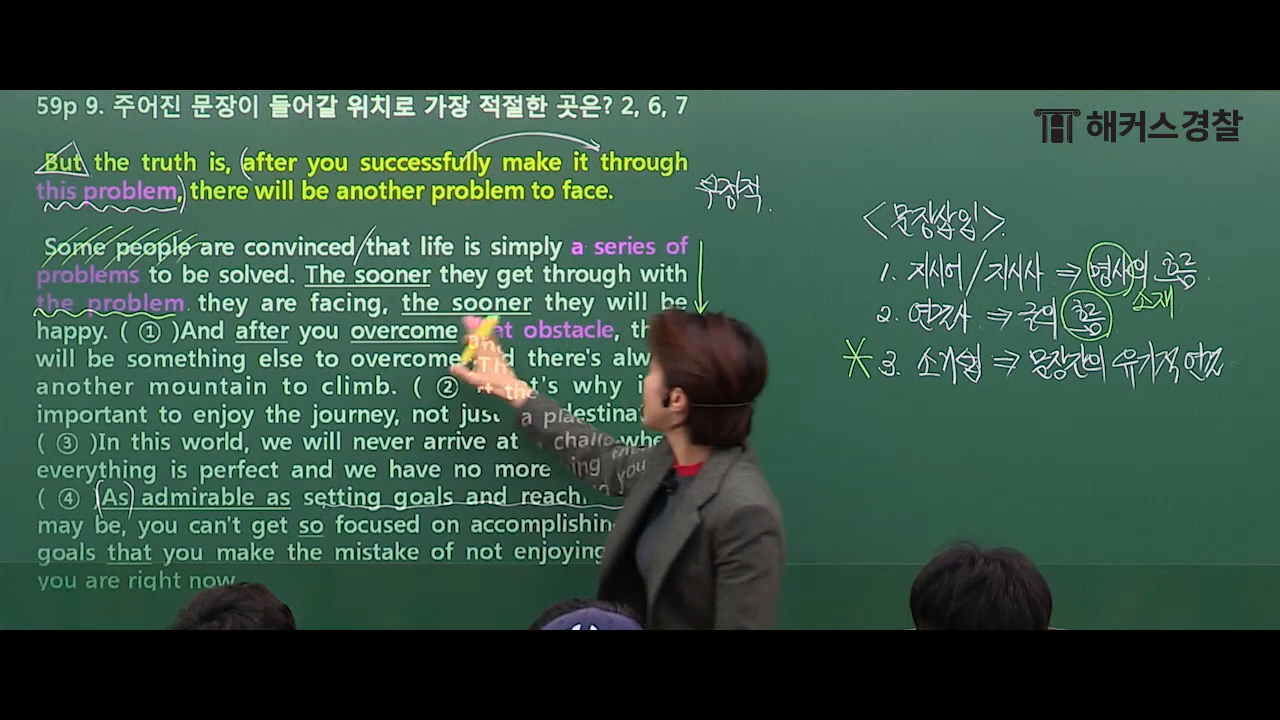 59p 9. 주어진 문장이 들어갈 위치로 가장 적절한 곳은? 2, 6, 7
해커스경찰
But the truth is, after you successfully make it through
this problem, there will be another problem to face.
부정적
Some people are convinced that life is simply a series of
problems to be solved. The sooner they get through with
the problem they are facing, the sooner they will be
happy. ( ① )And after you overcome obstacle,
will be something else to overcome there's
another mountain to climb. ( ② why
important to enjoy the journey, not just
( ③ )In this world, we will never arrive at
everything is perfect and we have no more
( ④ )As admirable as setting goals and
may be, you can't get so focused on
goals that you make the mistake of not enjoying
you are right now
<문장삽입>
1. 지시어/지시사 ⇒ 명사의 호응
소재
2. 연결사 ⇒ 글의 흐름
3. 소거법 ⇒ 문장간의 유기적 연결